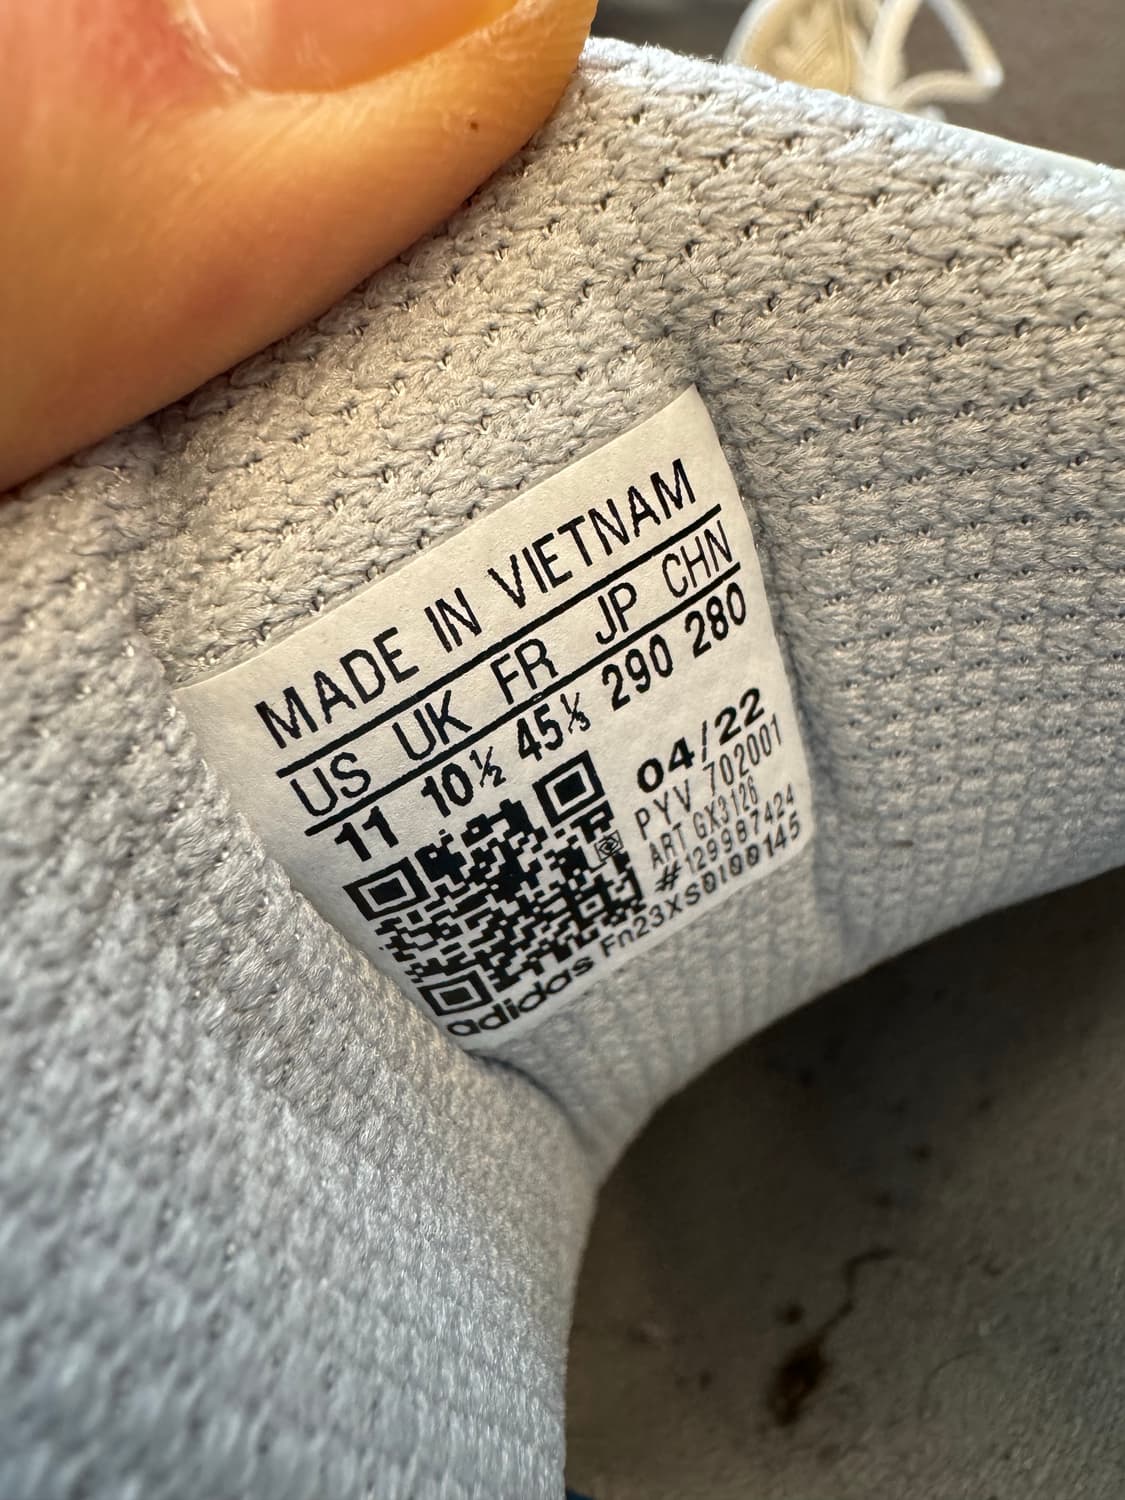 MADE IN VIETNAM
US UK FR JP CHN
11 10½ 45⅓ 290 280
04/22
PYV 702001
ART GX3126
#129987424
adidas Fn23XS0100145